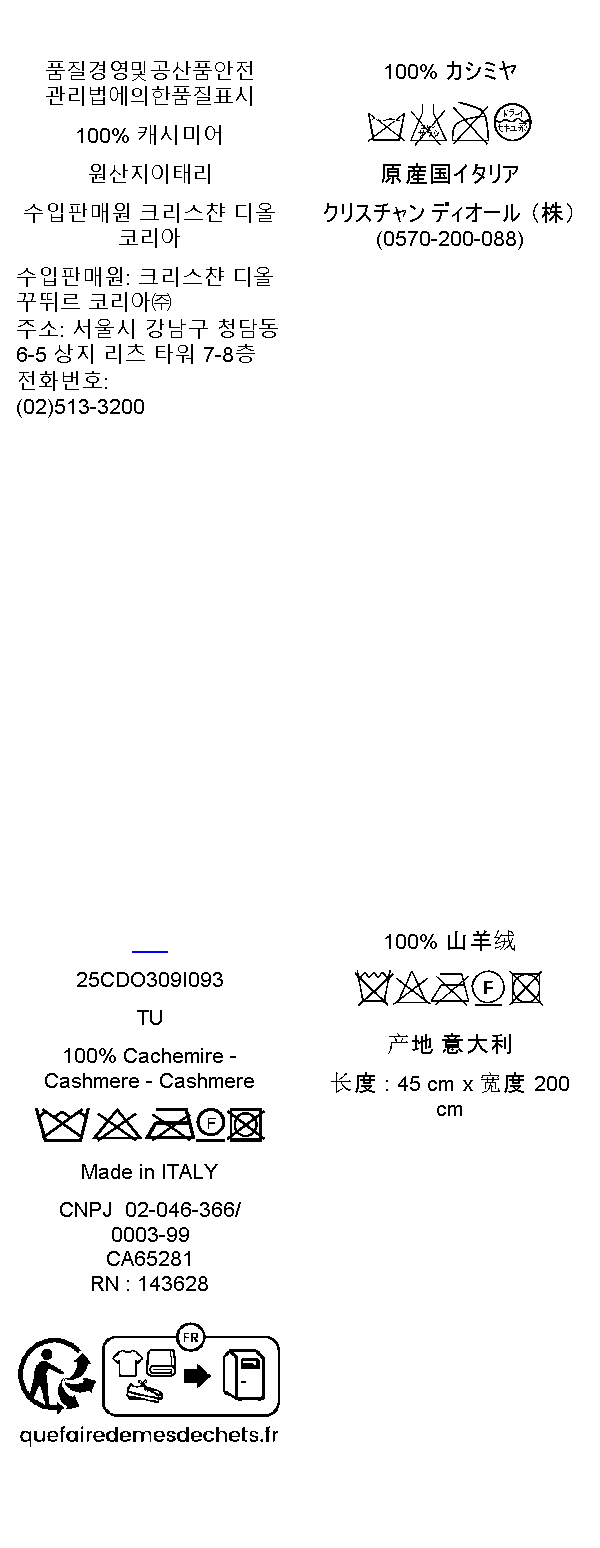 품질경영및공산품안전
관리법에의한품질표시
100% 캐시미어
원산지이태리
수입판매원 크리스챤 디올
코리아
수입판매원: 크리스챤 디올
꾸뛰르 코리아㈜
주소: 서울시 강남구 청담동
6-5 상지 리츠 타워 7-8층
전화번호:
(02)513-3200
100% カシミヤ
ドライ
セキユ系
原産国イタリア
クリスチャン ディオール（株）
(0570-200-088)
25CDO309I093
TU
100% Cachemire -
Cashmere - Cashmere
F
Made in ITALY
CNPJ 02-046-366/
0003-99
CA65281
RN : 143628
FR
quefairedemesdechets.fr
100% 山羊绒
F
产地 意大利
长度 : 45 cm x 宽度 200
cm